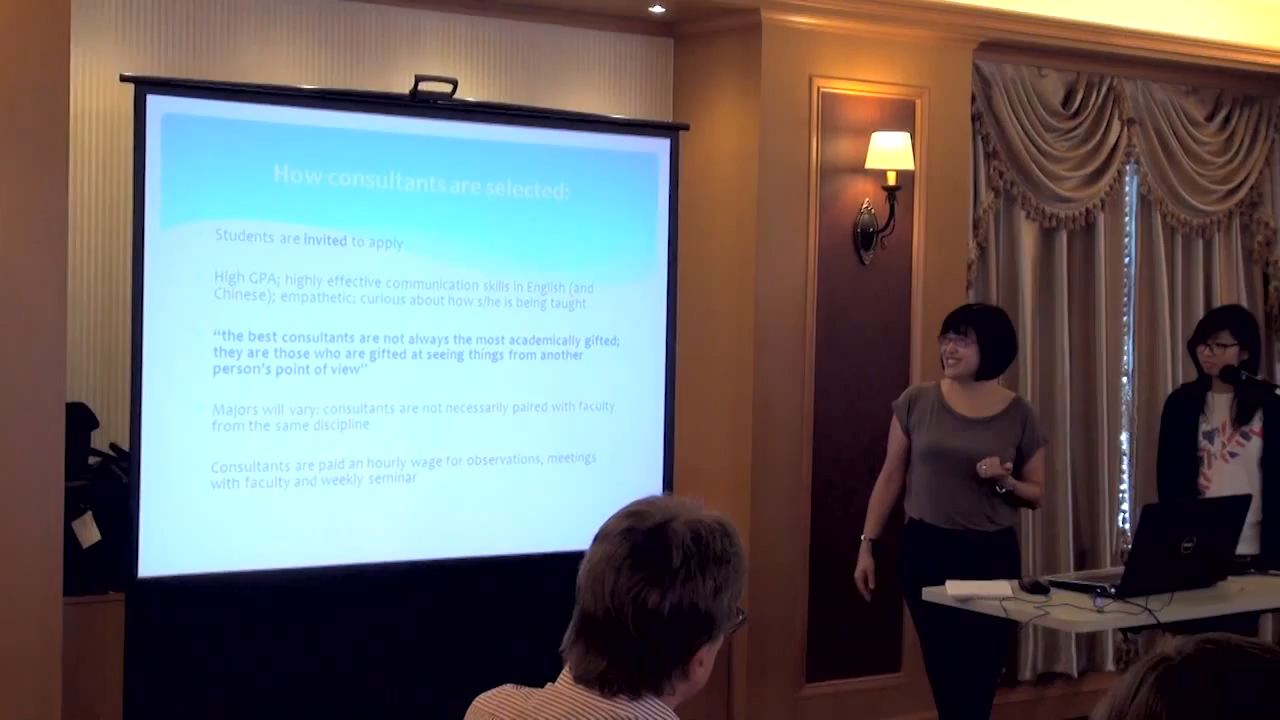 How consultants are selected:
Students are invited to apply
High GPA; highly effective communication skills in English (and
Chinese); empathetic; curious about how s/he is being taught
“the best consultants are not always the most academically gifted;
they are those who are gifted at seeing things from another
person’s point of view”
Majors will vary; consultants are not necessarily paired with faculty
from the same discipline
Consultants are paid an hourly wage for observations, meetings
with faculty and weekly seminar